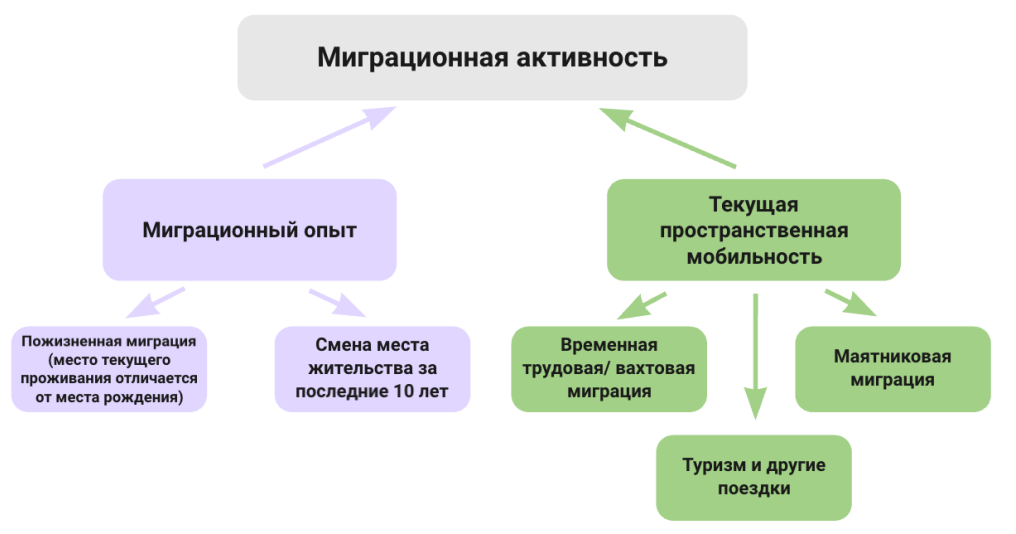 Миграционная активность
Миграционный опыт
Текущая
пространственная
мобильность
Пожизненная миграция
(место текущего
проживания отличается
от места рождения)
Смена места
жительства за
последние 10 лет
Временная
трудовая/ вахтовая
миграция
Маятниковая
миграция
Туризм и другие
поездки